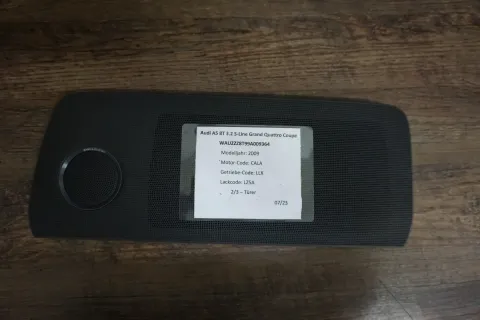 Audi A5 8T 3.2 S-Line Grand Quattro Coupe
WAUZZZ8T99A009364
Modelljahr: 2009
Motor-Code: CALA
Getriebe-Code: LLX
Lackcode: LZ5A
2/3 – Türer
07/23